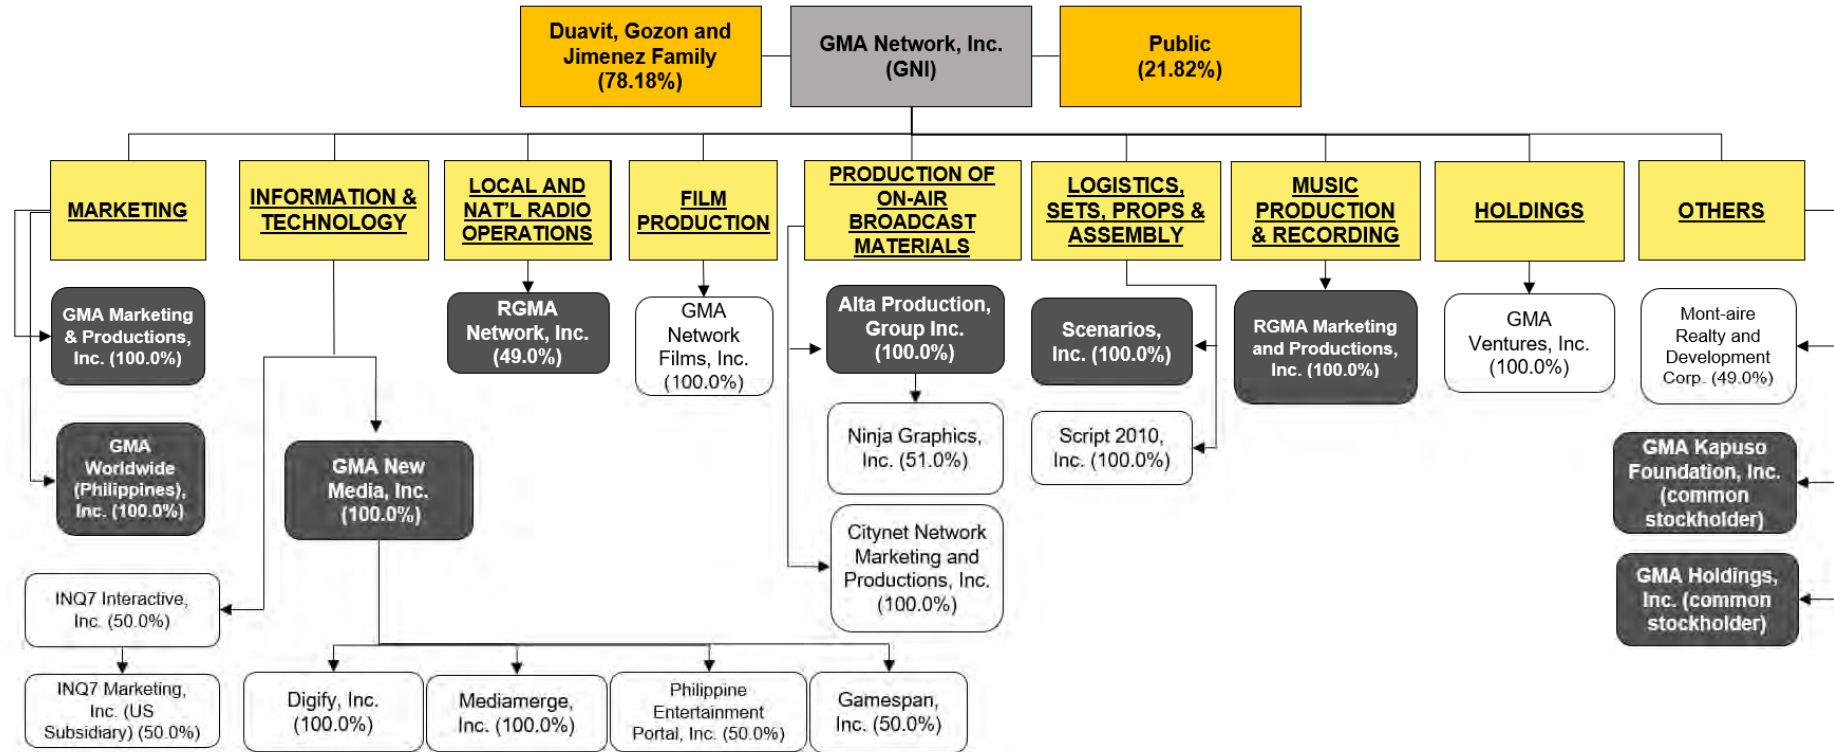 Duavit, Gozon and
Jimenez Family
(78.18%)
GMA Network, Inc.
(GNI)
Public
(21.82%)
MARKETING
INFORMATION &
TECHNOLOGY
LOCAL AND
NAT'L RADIO
OPERATIONS
FILM
PRODUCTION
PRODUCTION OF
ON-AIR
BROADCAST
MATERIALS
LOGISTICS,
SETS, PROPS &
ASSEMBLY
MUSIC
PRODUCTION
& RECORDING
HOLDINGS
OTHERS
GMA Marketing
& Productions,
Inc. (100.0%)
RGMA
Network, Inc.
(49.0%)
GMA
Network
Films, Inc.
(100.0%)
Alta Production,
Group Inc.
(100.0%)
Scenarios,
Inc. (100.0%)
RGMA Marketing
and Productions,
Inc. (100.0%)
GMA
Ventures, Inc.
(100.0%)
Mont-aire
Realty and
Development
Corp. (49.0%)
GMA
Worldwide
(Philippines),
Inc. (100.0%)
GMA New
Media, Inc.
(100.0%)
Ninja Graphics,
Inc. (51.0%)
Script 2010,
Inc. (100.0%)
GMA Kapuso
Foundation, Inc.
(common
stockholder)
Citynet Network
Marketing and
Productions, Inc.
(100.0%)
GMA Holdings,
Inc. (common
stockholder)
INQ7 Interactive,
Inc. (50.0%)
INQ7 Marketing,
Inc. (US
Subsidiary) (50.0%)
Digify, Inc.
(100.0%)
Mediamerge,
Inc. (100.0%)
Philippine
Entertainment
Portal, Inc. (50.0%)
Gamespan,
Inc. (50.0%)